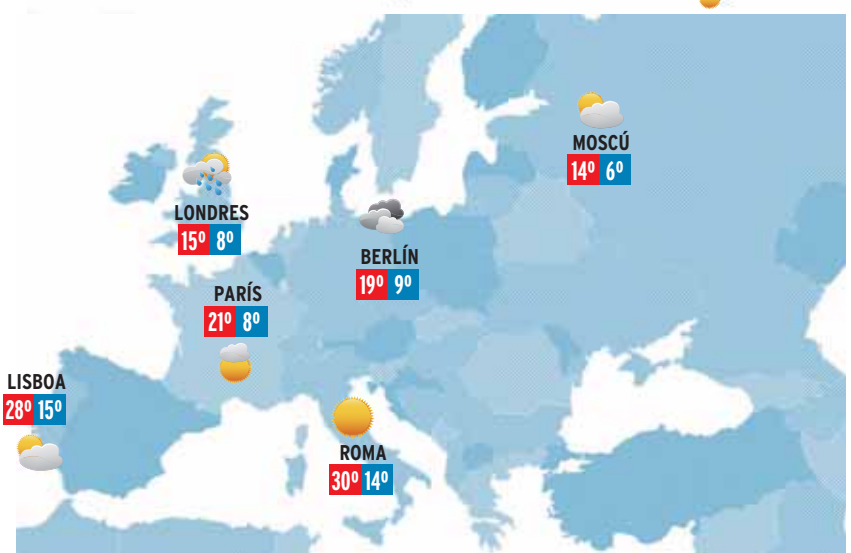 MOSCÚ
14º 6º
LONDRES
15º 8º
BERLÍN
19º 9º
PARÍS
21º 8º
LISBOA
28º 15º
ROMA
30º 14º